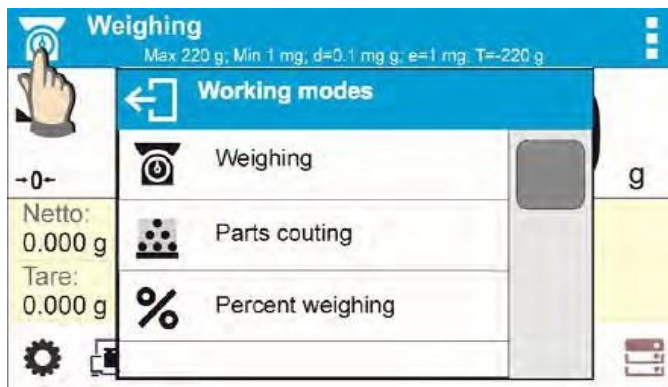 Weighing
Max 220 g; Min 1 mg; d=0.1 mg g; e=1 mg; T=-220 g
Working modes
Weighing
→0← g
Netto:
0.000 g
Parts couting
Tare:
0.000 g
Percent weighing